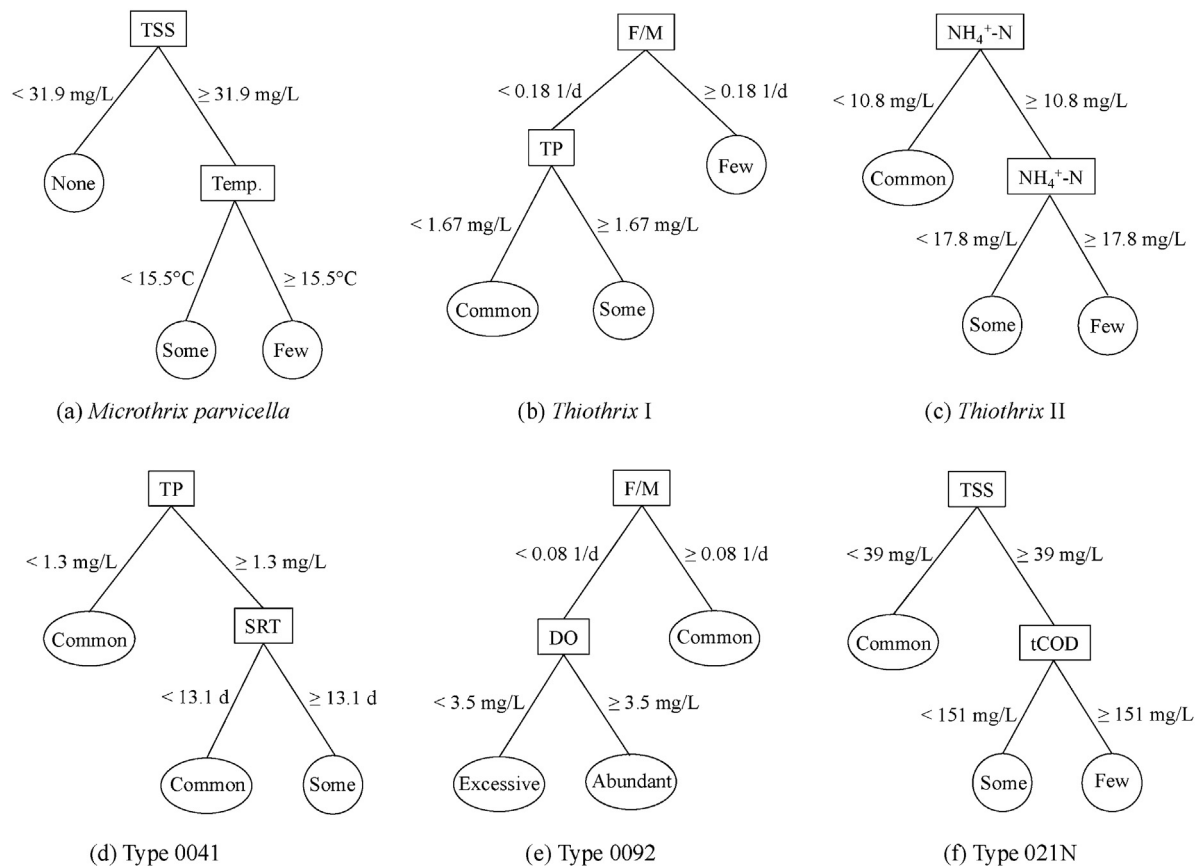 TSS
< 31.9 mg/L
≥ 31.9 mg/L
None
Temp.
< 15.5°C
≥ 15.5°C
Some
Few
(a) Microthrix parvicella
F/M
< 0.18 1/d
≥ 0.18 1/d
TP
Few
< 1.67 mg/L
≥ 1.67 mg/L
Common
Some
(b) Thiothrix I
NH₄⁺-N
< 10.8 mg/L
≥ 10.8 mg/L
Common
NH₄⁺-N
< 17.8 mg/L
≥ 17.8 mg/L
Some
Few
(c) Thiothrix II
TP
< 1.3 mg/L
≥ 1.3 mg/L
Common
SRT
< 13.1 d
≥ 13.1 d
Common
Some
(d) Type 0041
F/M
< 0.08 1/d
≥ 0.08 1/d
DO
Common
< 3.5 mg/L
≥ 3.5 mg/L
Excessive
Abundant
(e) Type 0092
TSS
< 39 mg/L
≥ 39 mg/L
Common
tCOD
< 151 mg/L
≥ 151 mg/L
Some
Few
(f) Type 021N